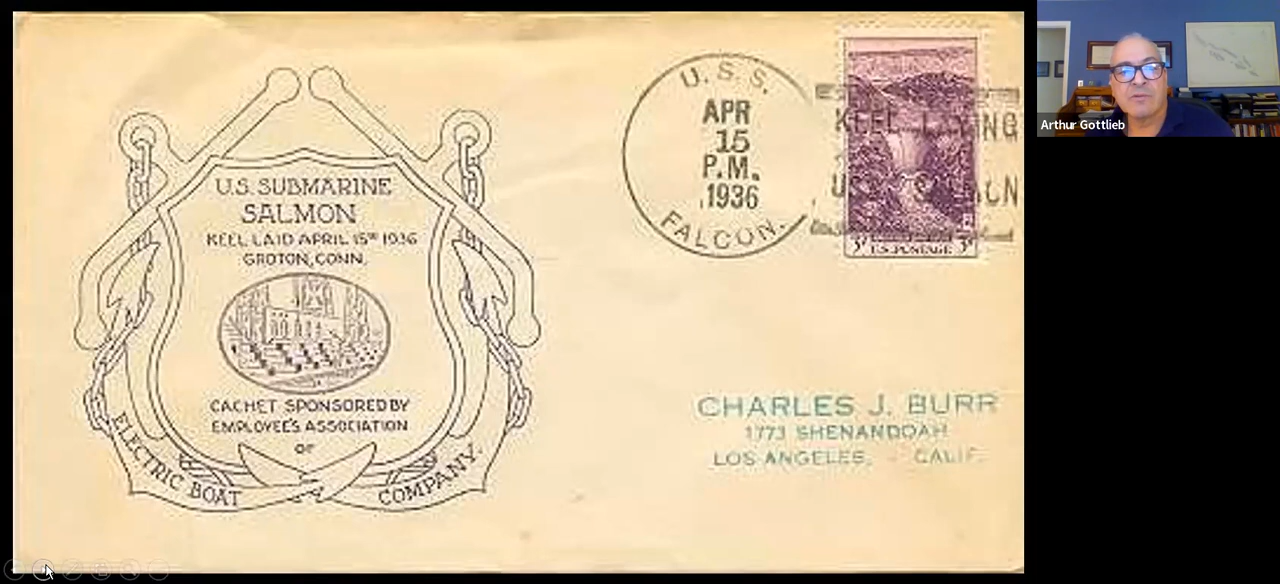 U.S. SUBMARINE
SALMON
KEEL LAID APRIL 15TH 1936
GROTON, CONN.
CACHET SPONSORED BY
EMPLOYEE'S ASSOCIATION
OF
ELECTRIC BOAT COMPANY.
U.S.S.
APR
15
P.M.
1936
FALCON.
KEEL
U.S.
3¢ U.S. POSTAGE 3¢
CHARLES J. BURR
1773 SHENANDOAH
LOS ANGELES, CALIF.
Arthur Gottlieb